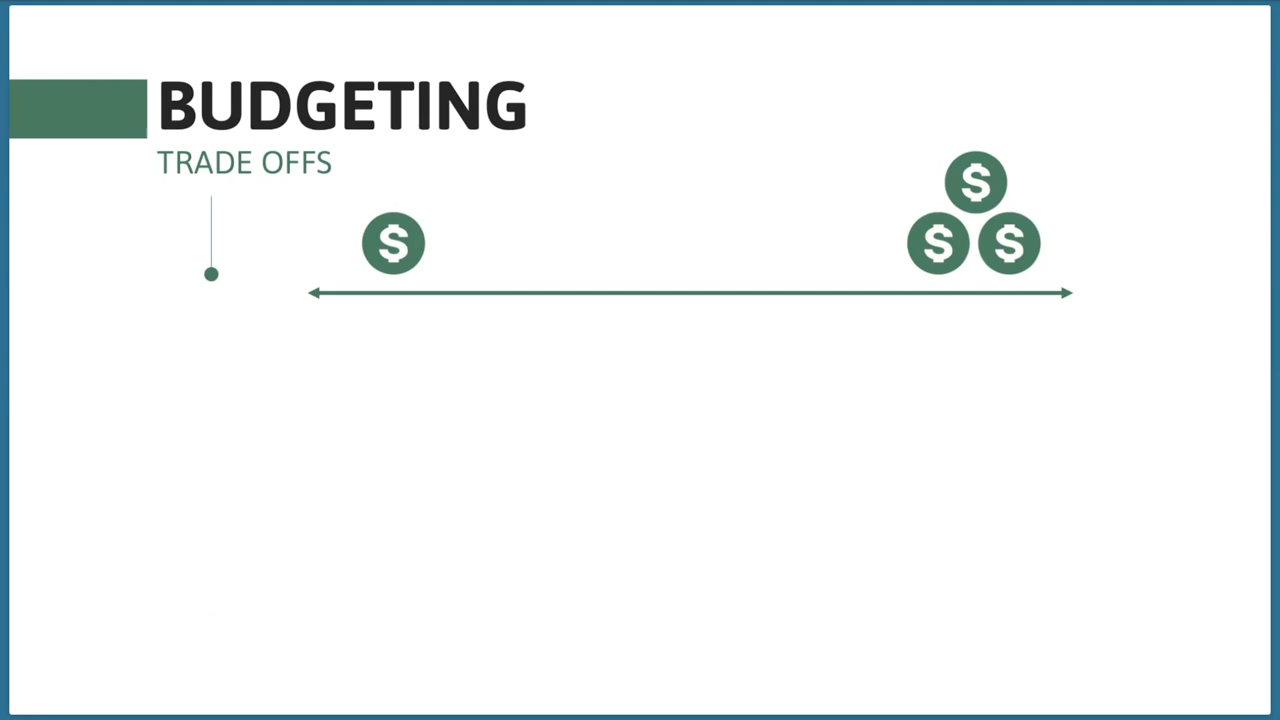 BUDGETING
TRADE OFFS
$
$
$ $